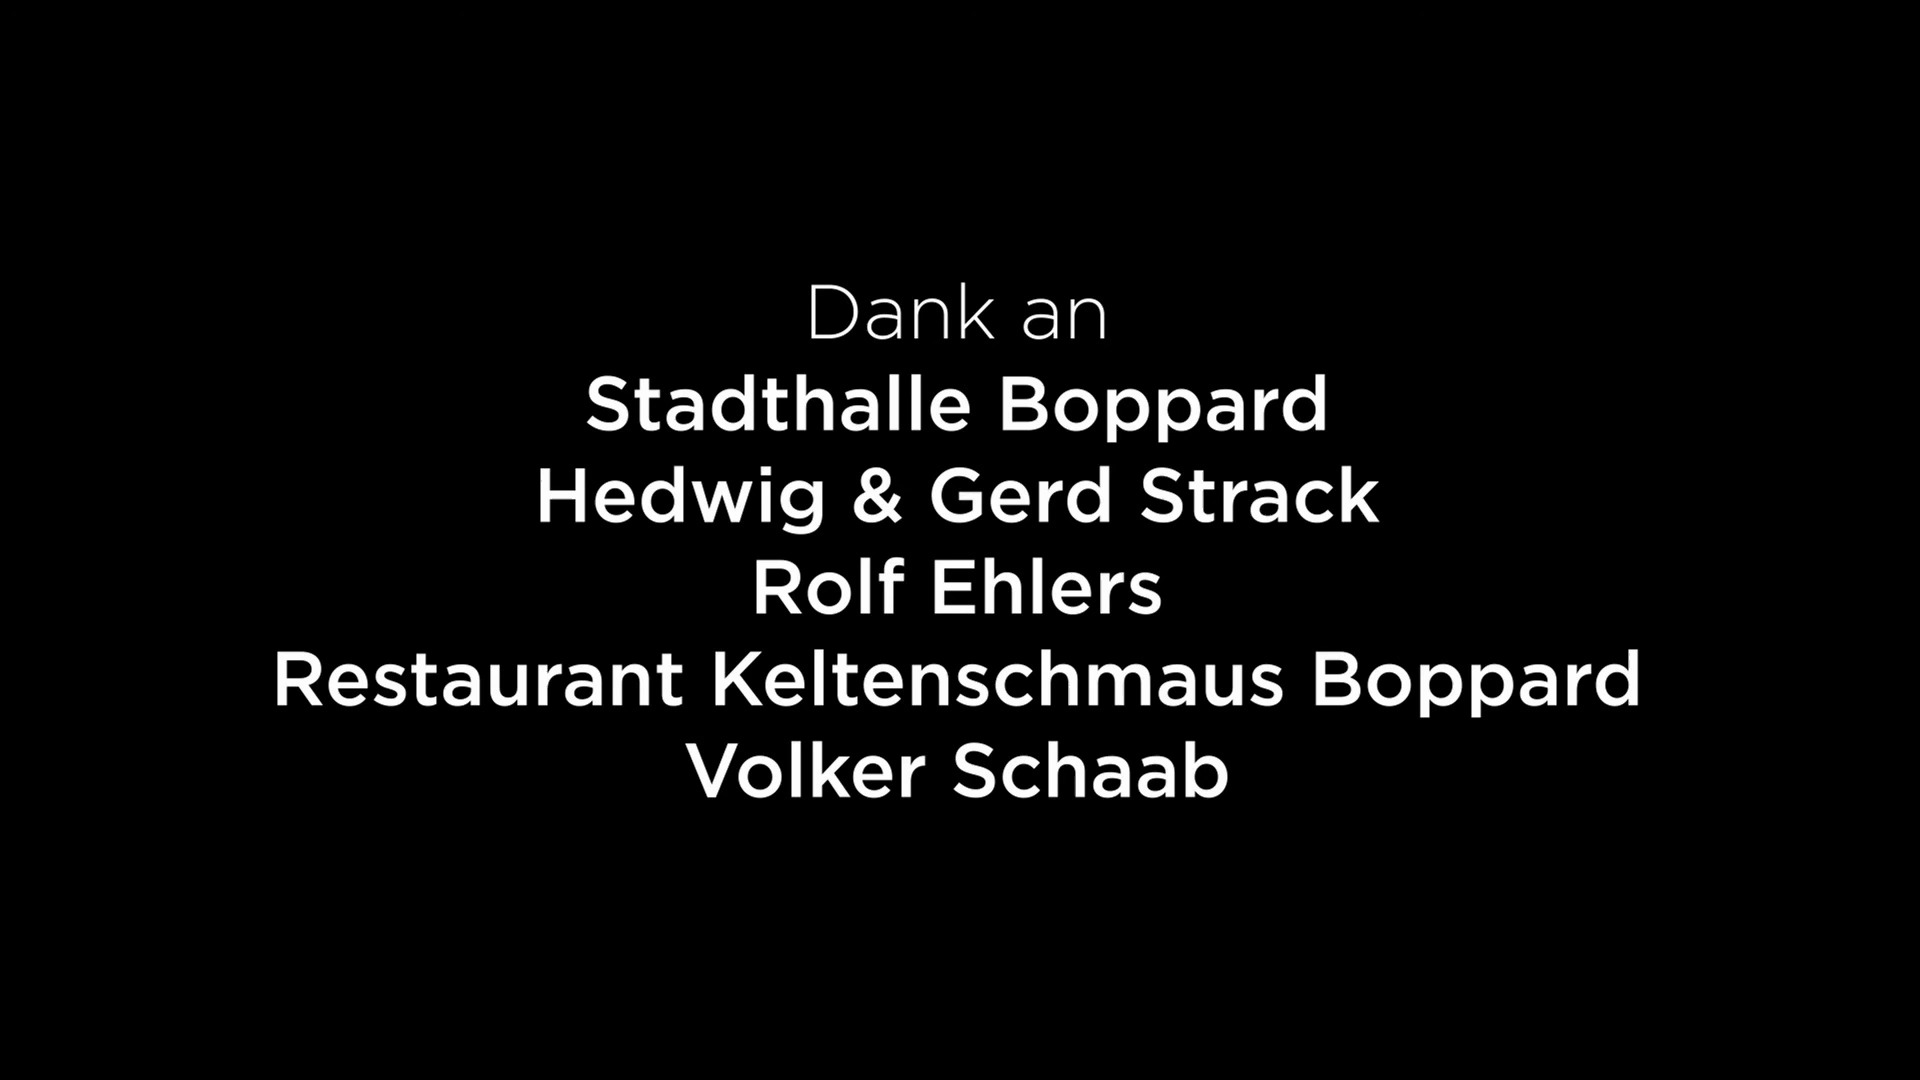 Dank an
Stadthalle Boppard
Hedwig & Gerd Strack
Rolf Ehlers
Restaurant Keltenschmaus Boppard
Volker Schaab